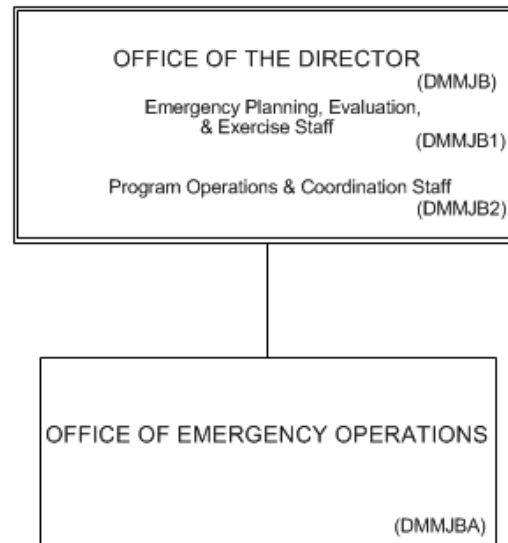 OFFICE OF THE DIRECTOR
(DMMJB)
Emergency Planning, Evaluation,
& Exercise Staff
(DMMJB1)
Program Operations & Coordination Staff
(DMMJB2)
OFFICE OF EMERGENCY OPERATIONS
(DMMJBA)